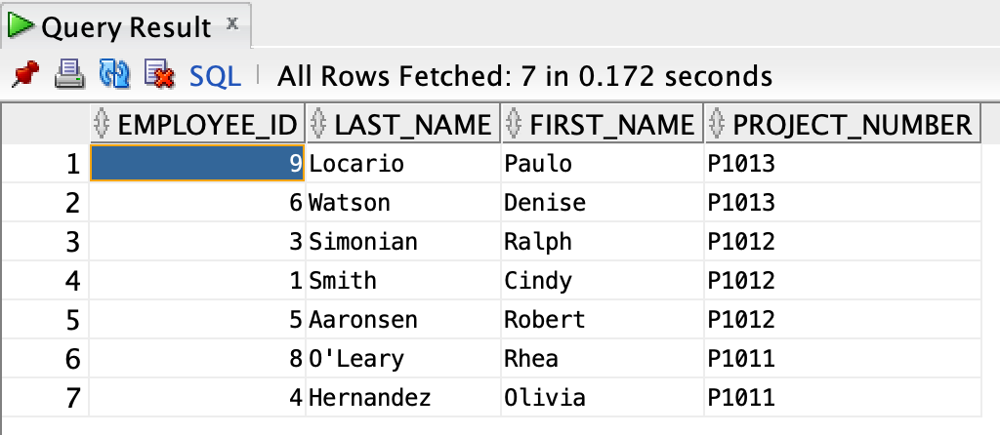 Query Result x
SQL | All Rows Fetched: 7 in 0.172 seconds
EMPLOYEE_ID LAST_NAME FIRST_NAME PROJECT_NUMBER
1 9 Locario Paulo P1013
2 6 Watson Denise P1013
3 3 Simonian Ralph P1012
4 1 Smith Cindy P1012
5 5 Aaronsen Robert P1012
6 8 O'Leary Rhea P1011
7 4 Hernandez Olivia P1011